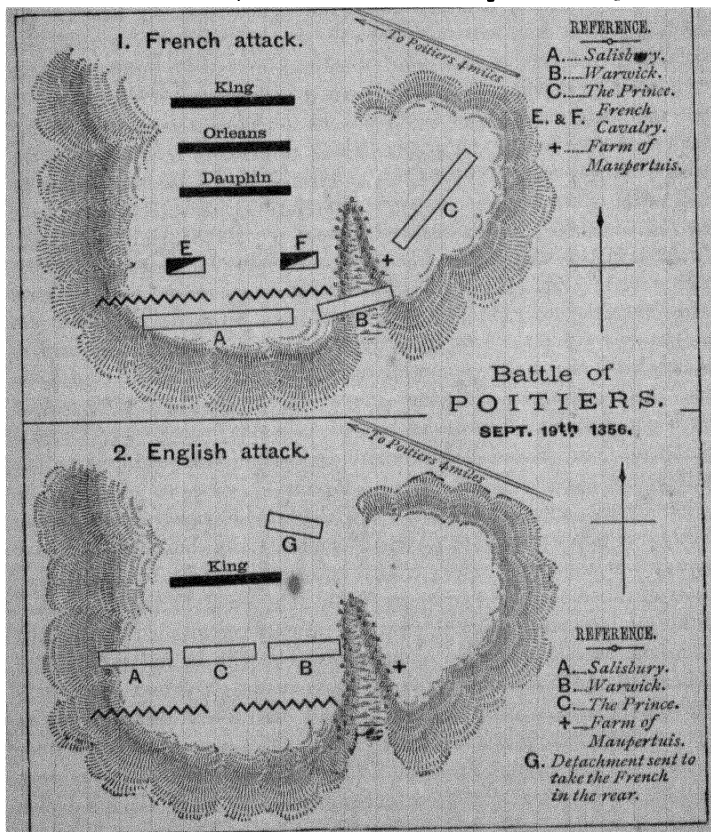 1. French attack.
To Poitiers 4 miles
King
Orleans
Dauphin
E
F
C
+
A
B
REFERENCE.
A.....Salisbury.
B.....Warwick.
C.....The Prince.
E. & F. French
Cavalry.
+.....Farm of
Maupertuis.
Battle of
POITIERS.
SEPT. 19th 1356.
2. English attack.
To Poitiers 4 miles
G
King
A
C
B
+
REFERENCE.
A.....Salisbury.
B.....Warwick.
C.....The Prince.
+.....Farm of
Maupertuis.
G. Detachment sent to
take the French
in the rear.